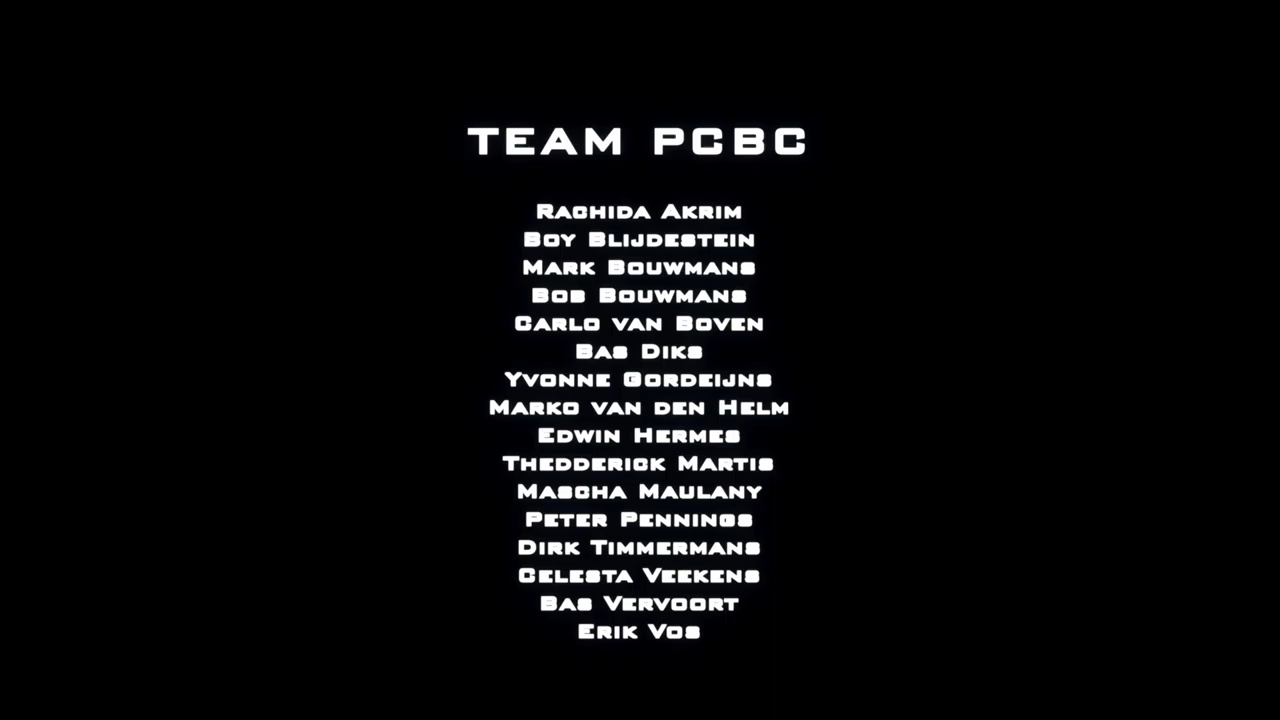 TEAM PCBC
Rachida Akrim
Boy Blijdestein
Mark Bouwmans
Bob Bouwmans
Carlo van Boven
Bas Diks
Yvonne Gordeijns
Marko van den Helm
Edwin Hermes
Thedderick Martis
Mascha Maulany
Peter Pennings
Dirk Timmermans
Celesta Veekens
Bas Vervoort
Erik Vos